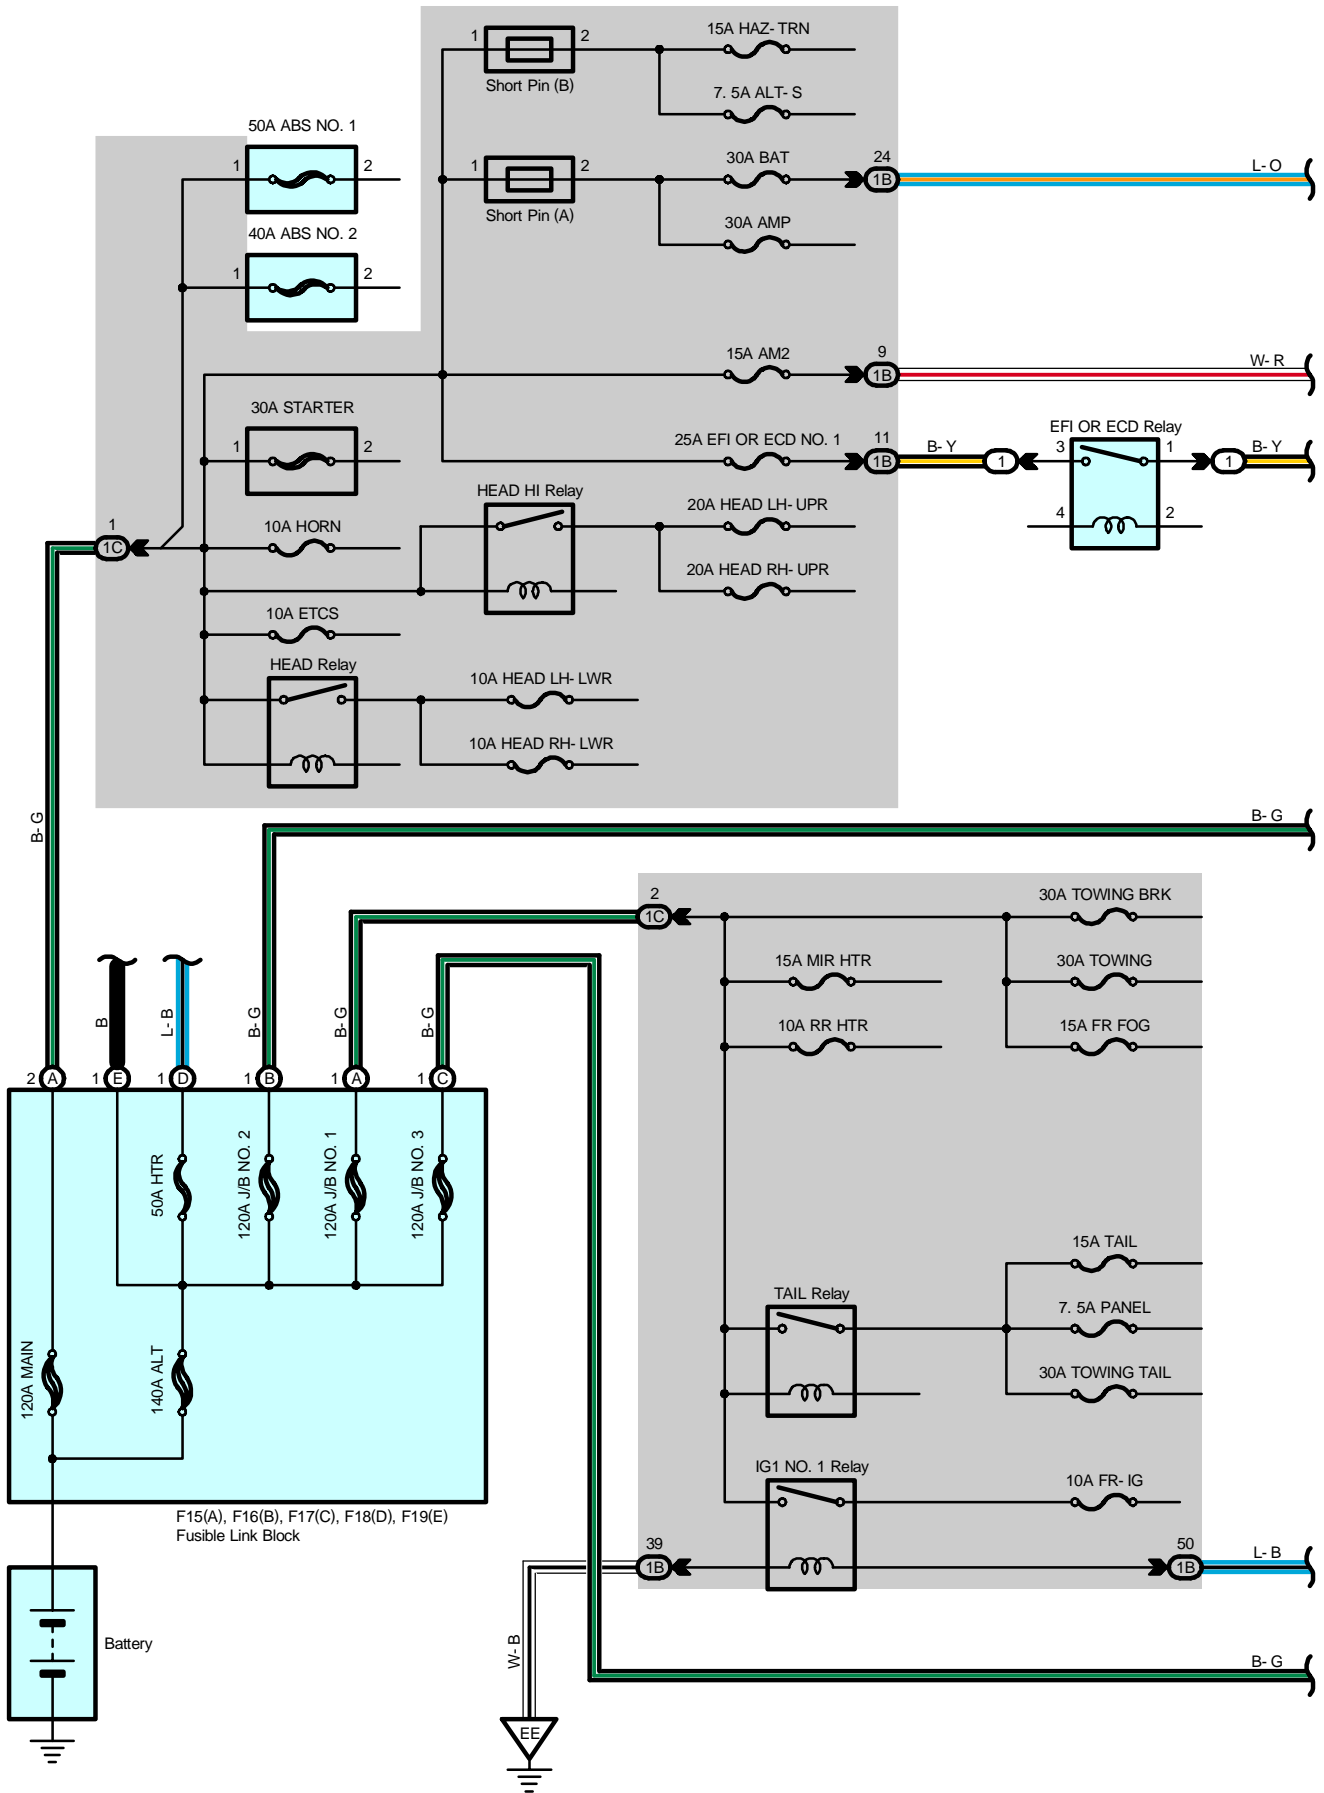 15A HAZ- TRN
1
2
Short Pin (B)
7. 5A ALT- S
50A ABS NO. 1
1
2
1
2
Short Pin (A)
30A BAT
24
1B
L- O
30A AMP
40A ABS NO. 2
1
2
15A AM2
9
1B
W- R
30A STARTER
1
2
25A EFI OR ECD NO. 1
11
1B
B- Y
1
EFI OR ECD Relay
3
1
4
2
1
B- Y
HEAD HI Relay
20A HEAD LH- UPR
1
1C
10A HORN
20A HEAD RH- UPR
10A ETCS
HEAD Relay
10A HEAD LH- LWR
10A HEAD RH- LWR
B- G
B- G
2
1C
30A TOWING BRK
15A MIR HTR
30A TOWING
10A RR HTR
15A FR FOG
B
L- B
B- G
B- G
B- G
2 A
1 E
1 D
1 B
1 A
1 C
50A HTR
120A J/B NO. 2
120A J/B NO. 1
120A J/B NO. 3
15A TAIL
TAIL Relay
7. 5A PANEL
30A TOWING TAIL
120A MAIN
140A ALT
IG1 NO. 1 Relay
10A FR- IG
F15(A), F16(B), F17(C), F18(D), F19(E)
Fusible Link Block
39
1B
50
1B
L- B
Battery
W- B
B- G
EE